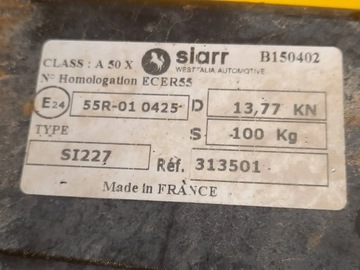 siarr B150402
CLASS : A 50 X WESTFALIA AUTOMOTIVE
N° Homologation ECER55
E24 55R-01 0425 D 13,77 KN
TYPE S 100 Kg
SI227 Réf. 313501
Made in FRANCE